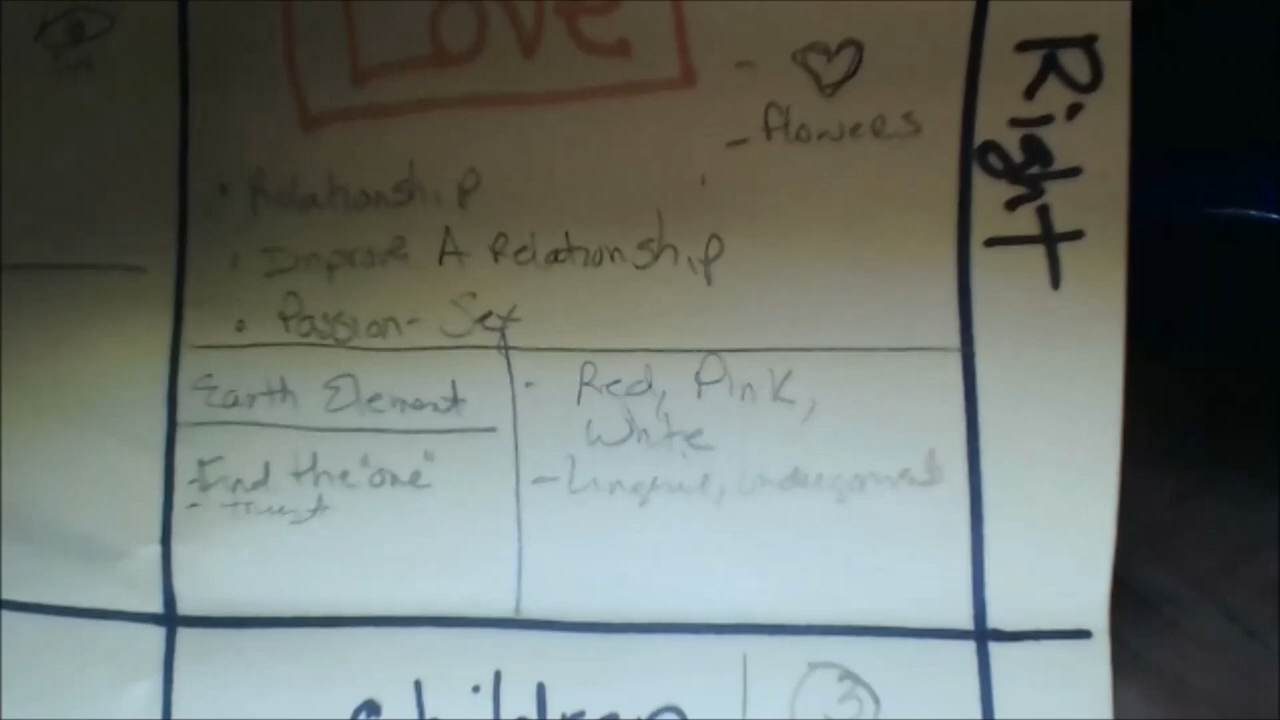 Love
- flowers
Right
• Relationship
• Improve A Relationship
• Passion - Sex
Earth Element
- Red, Pink,
White
- Find the "one"
- Trust
- Lingerie, undergarment
Children
3